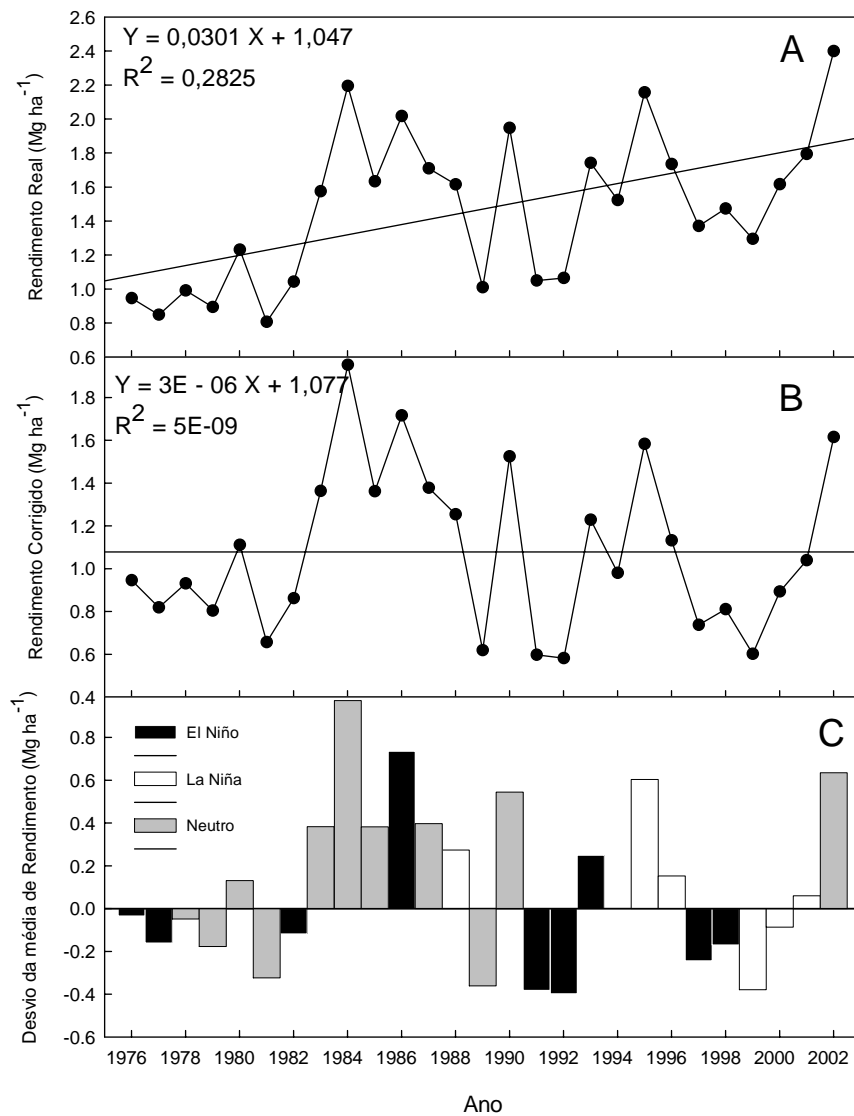 A
Y = 0,0301 X + 1,047
R² = 0,2825
Rendimento Real (Mg ha⁻¹)
2.6
2.4
2.2
2.0
1.8
1.6
1.4
1.2
1.0
0.8
0.6
B
Y = 3E - 06 X + 1,077
R² = 5E-09
Rendimento Corrigido (Mg ha⁻¹)
1.8
1.6
1.4
1.2
1.0
0.8
0.6
0.4
C
El Niño
La Niña
Neutro
Desvio da média de Rendimento (Mg ha⁻¹)
0.8
0.6
0.4
0.2
0.0
-0.2
-0.4
-0.6
1976 1978 1980 1982 1984 1986 1988 1990 1992 1994 1996 1998 2000 2002
Ano